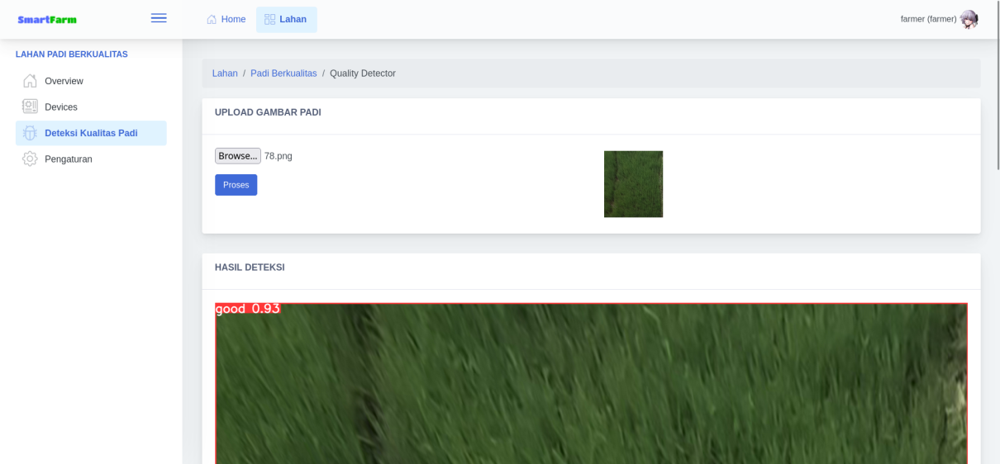 SmartFarm
Home
Lahan
farmer (farmer)
LAHAN PADI BERKUALITAS
Overview
Devices
Deteksi Kualitas Padi
Pengaturan
Lahan / Padi Berkualitas / Quality Detector
UPLOAD GAMBAR PADI
Browse... 78.png
Proses
HASIL DETEKSI
good 0.93